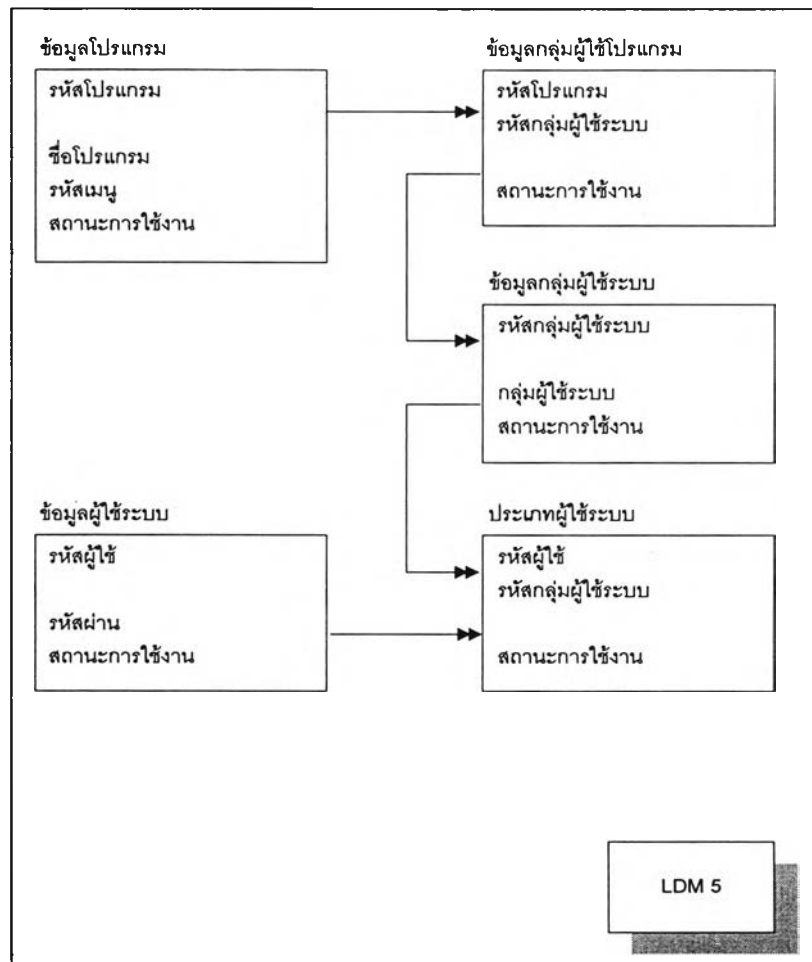 ข้อมูลโปรแกรม
รหัสโปรแกรม
ชื่อโปรแกรม
รหัสเมนู
สถานะการใช้งาน
ข้อมูลกลุ่มผู้ใช้โปรแกรม
รหัสโปรแกรม
รหัสกลุ่มผู้ใช้ระบบ
สถานะการใช้งาน
ข้อมูลกลุ่มผู้ใช้ระบบ
รหัสกลุ่มผู้ใช้ระบบ
กลุ่มผู้ใช้ระบบ
สถานะการใช้งาน
ข้อมูลผู้ใช้ระบบ
รหัสผู้ใช้
รหัสผ่าน
สถานะการใช้งาน
ประเภทผู้ใช้ระบบ
รหัสผู้ใช้
รหัสกลุ่มผู้ใช้ระบบ
สถานะการใช้งาน
LDM 5